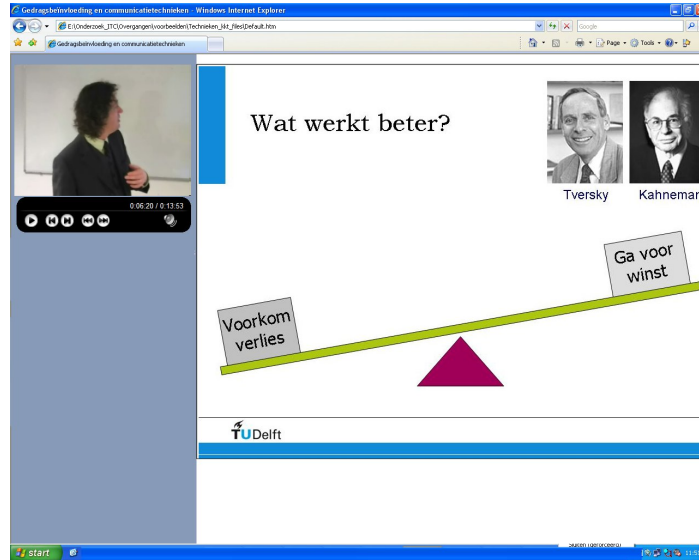 Gedragsbeïnvloeding en communicatietechnieken - Windows Internet Explorer
E:\Onderzoek_ITC\Overgangen\voorbeelden\Technieken_kkt_files\Default.htm
Google
Gedragsbeïnvloeding en communicatietechnieken
Page
Tools
Wat werkt beter?
Tversky
Kahneman
0:06:20 / 0:13:53
Ga voor
winst
Voorkom
verlies
TUDelft
start